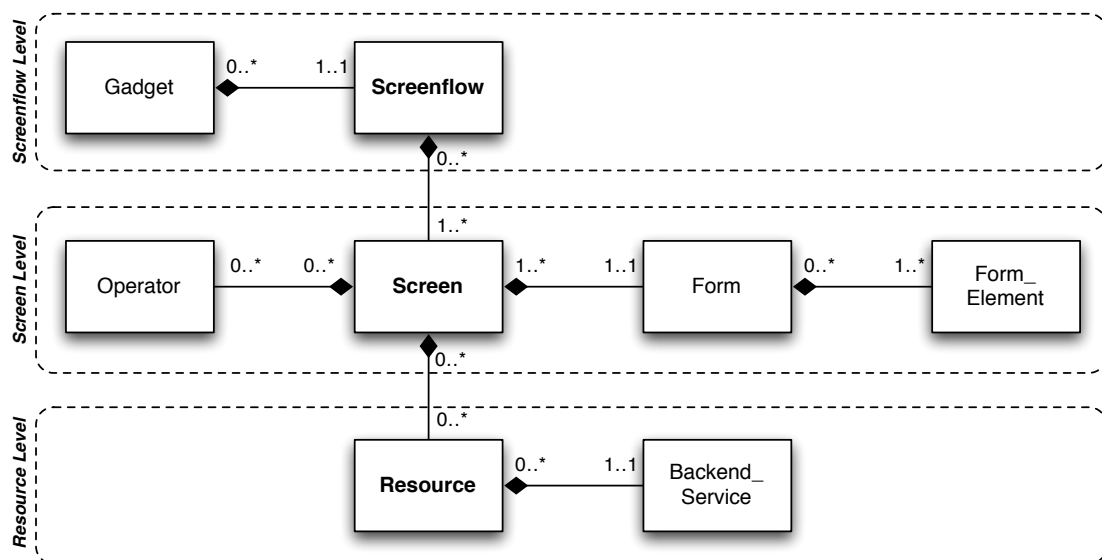 Screenflow Level
0..* 1..1
Gadget
Screenflow
0..*
Screen Level
1..*
0..* 0..* 1..* 1..1 0..* 1..*
Operator
Screen
Form
Form_
Element
0..*
Resource Level
0..*
0..* 1..1
Resource
Backend_
Service